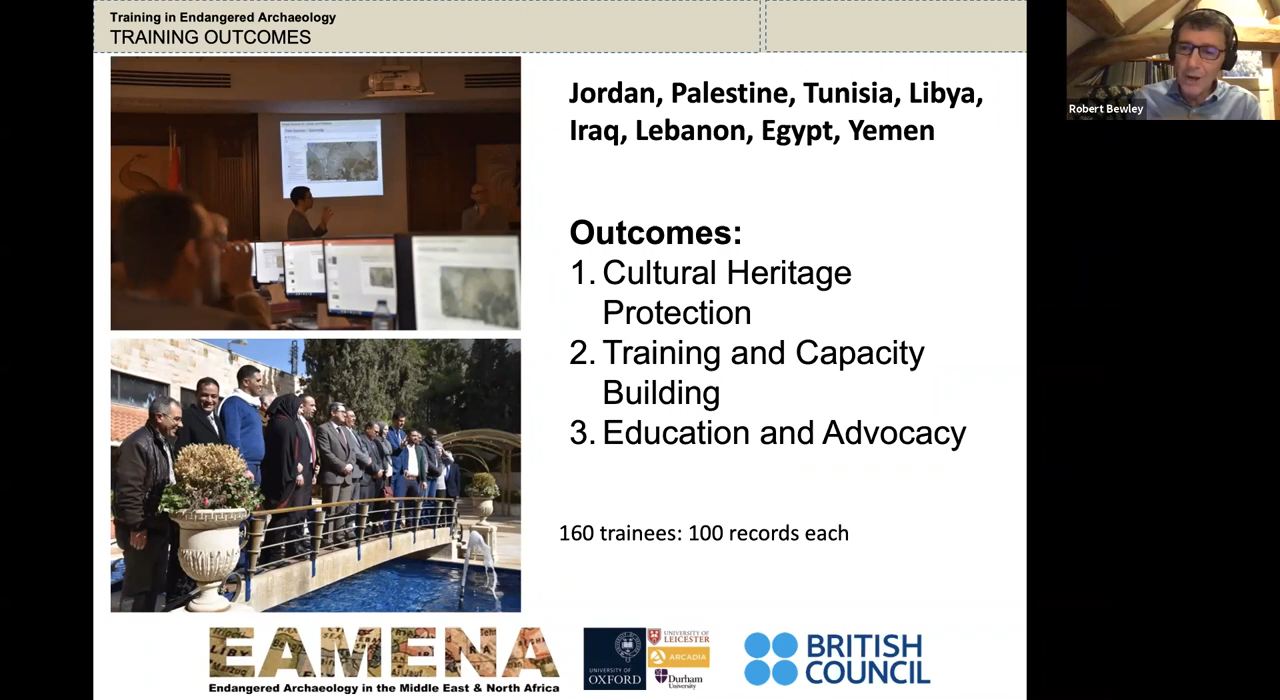 Training in Endangered Archaeology
TRAINING OUTCOMES
Robert Bewley
Jordan, Palestine, Tunisia, Libya,
Iraq, Lebanon, Egypt, Yemen
Outcomes:
1. Cultural Heritage
Protection
2. Training and Capacity
Building
3. Education and Advocacy
160 trainees: 100 records each
EAMENA
Endangered Archaeology in the Middle East & North Africa
UNIVERSITY OF
OXFORD
UNIVERSITY OF
LEICESTER
ARCADIA
Durham
University
BRITISH
COUNCIL